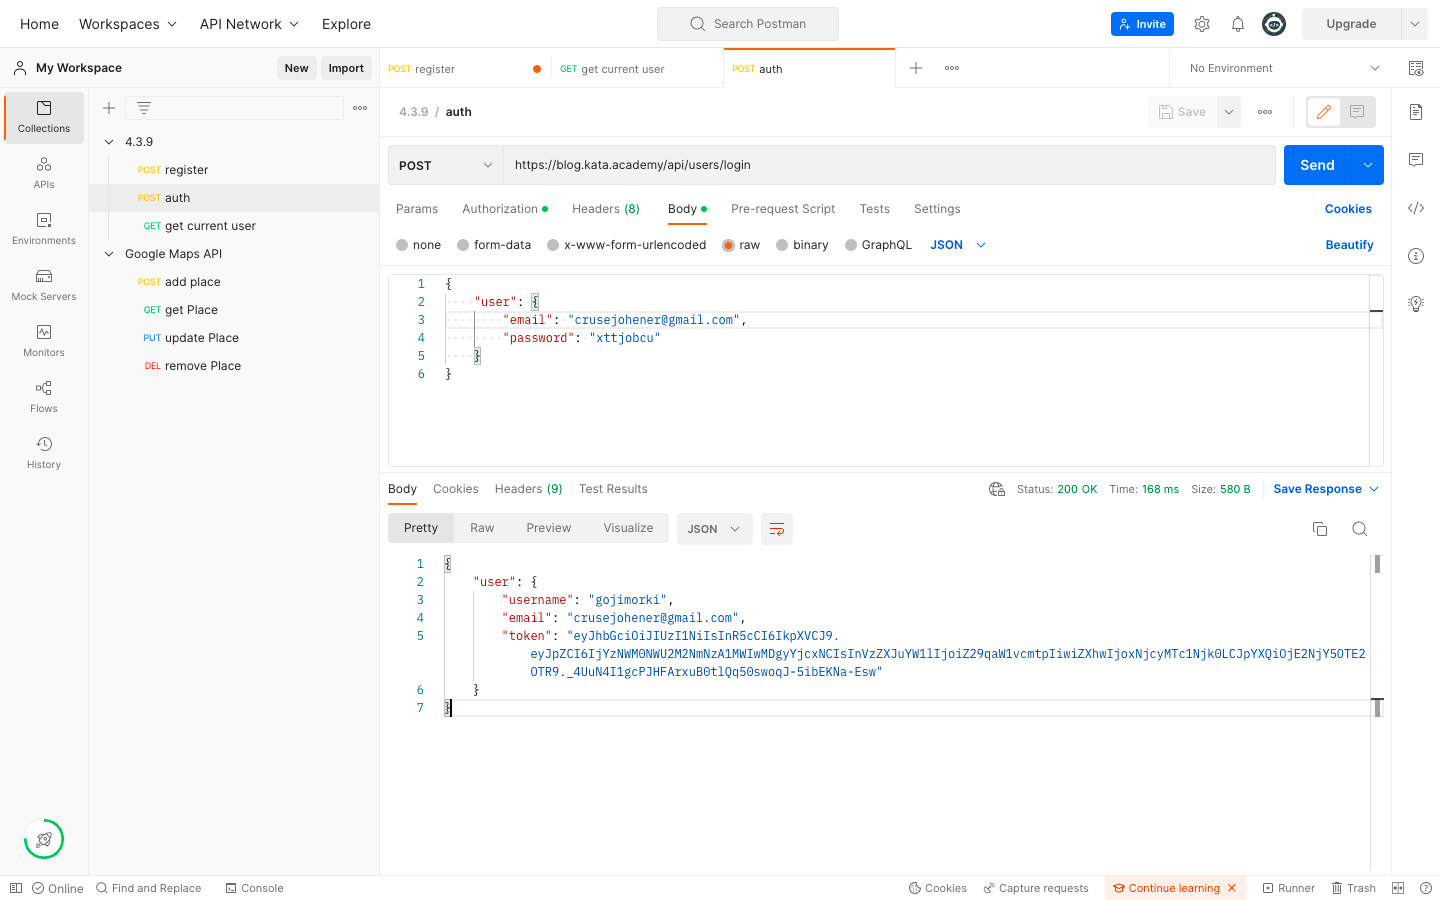 Home Workspaces API Network Explore Search Postman Invite Upgrade
My Workspace New Import POST register GET get current user POST auth No Environment
Collections
APIs
Environments
Mock Servers
Monitors
Flows
History
4.3.9
POST register
POST auth
GET get current user
Google Maps API
POST add place
GET get Place
PUT update Place
DEL remove Place
4.3.9 / auth Save
POST https://blog.kata.academy/api/users/login Send
Params Authorization Headers (8) Body Pre-request Script Tests Settings Cookies
none form-data x-www-form-urlencoded raw binary GraphQL JSON Beautify
1 {
2 "user": {
3 "email": "crusejohener@gmail.com",
4 "password": "xttjobcu"
5 }
6 }
Body Cookies Headers (9) Test Results Status: 200 OK Time: 168 ms Size: 580 B Save Response
Pretty Raw Preview Visualize JSON
1 {
2 "user": {
3 "username": "gojimorki",
4 "email": "crusejohener@gmail.com",
5 "token": "eyJhbGciOiJIUzI1NiIsInR5cCI6IkpXVCJ9.
eyJpZCI6IjYzNWM0NWU2M2NmNzA1MWIwMDgyYjcxNCIsInVzZXJuYW1lIjoiZ29qaW1vcmtpIiwiZXhwIjoxNjcyMTc1Njk0LCJpYXQiOjE2NjY5OTE2
OTR9._4UuN4I1gcPJHFArxuB0tlQq50swoqJ-5ibEKNa-Esw"
6 }
7 }
Online Find and Replace Console Cookies Capture requests Continue learning Runner Trash